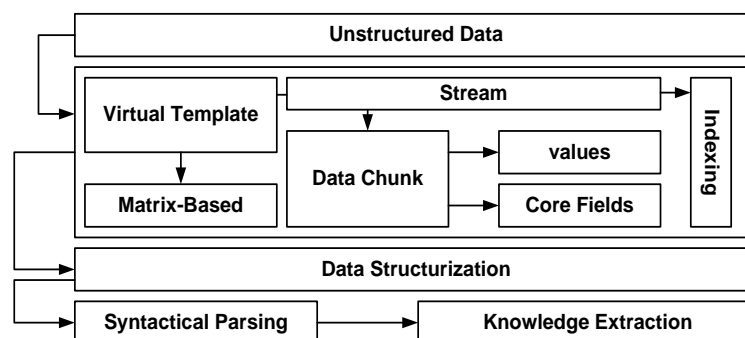 Unstructured Data
Virtual Template
Stream
Indexing
Data Chunk
values
Matrix-Based
Core Fields
Data Structurization
Syntactical Parsing
Knowledge Extraction